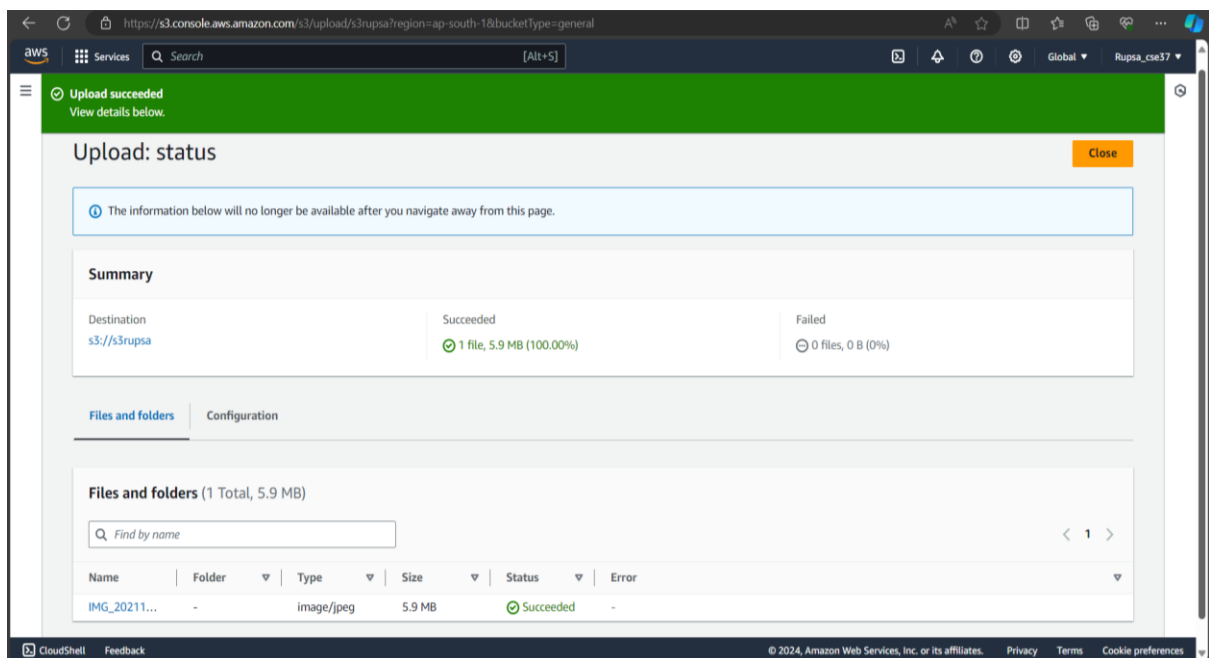 https://s3.console.aws.amazon.com/s3/upload/s3rupsa?region=ap-south-1&bucketType=general
aws Services Search [Alt+S] Global Rupsa_cse37
Upload succeeded
View details below.
Upload: status Close
The information below will no longer be available after you navigate away from this page.
Summary
Destination Succeeded Failed
s3://s3rupsa 1 file, 5.9 MB (100.00%) 0 files, 0 B (0%)
Files and folders Configuration
Files and folders (1 Total, 5.9 MB)
Find by name 1
Name Folder Type Size Status Error
IMG_20211... - image/jpeg 5.9 MB Succeeded -
CloudShell Feedback © 2024, Amazon Web Services, Inc. or its affiliates. Privacy Terms Cookie preferences